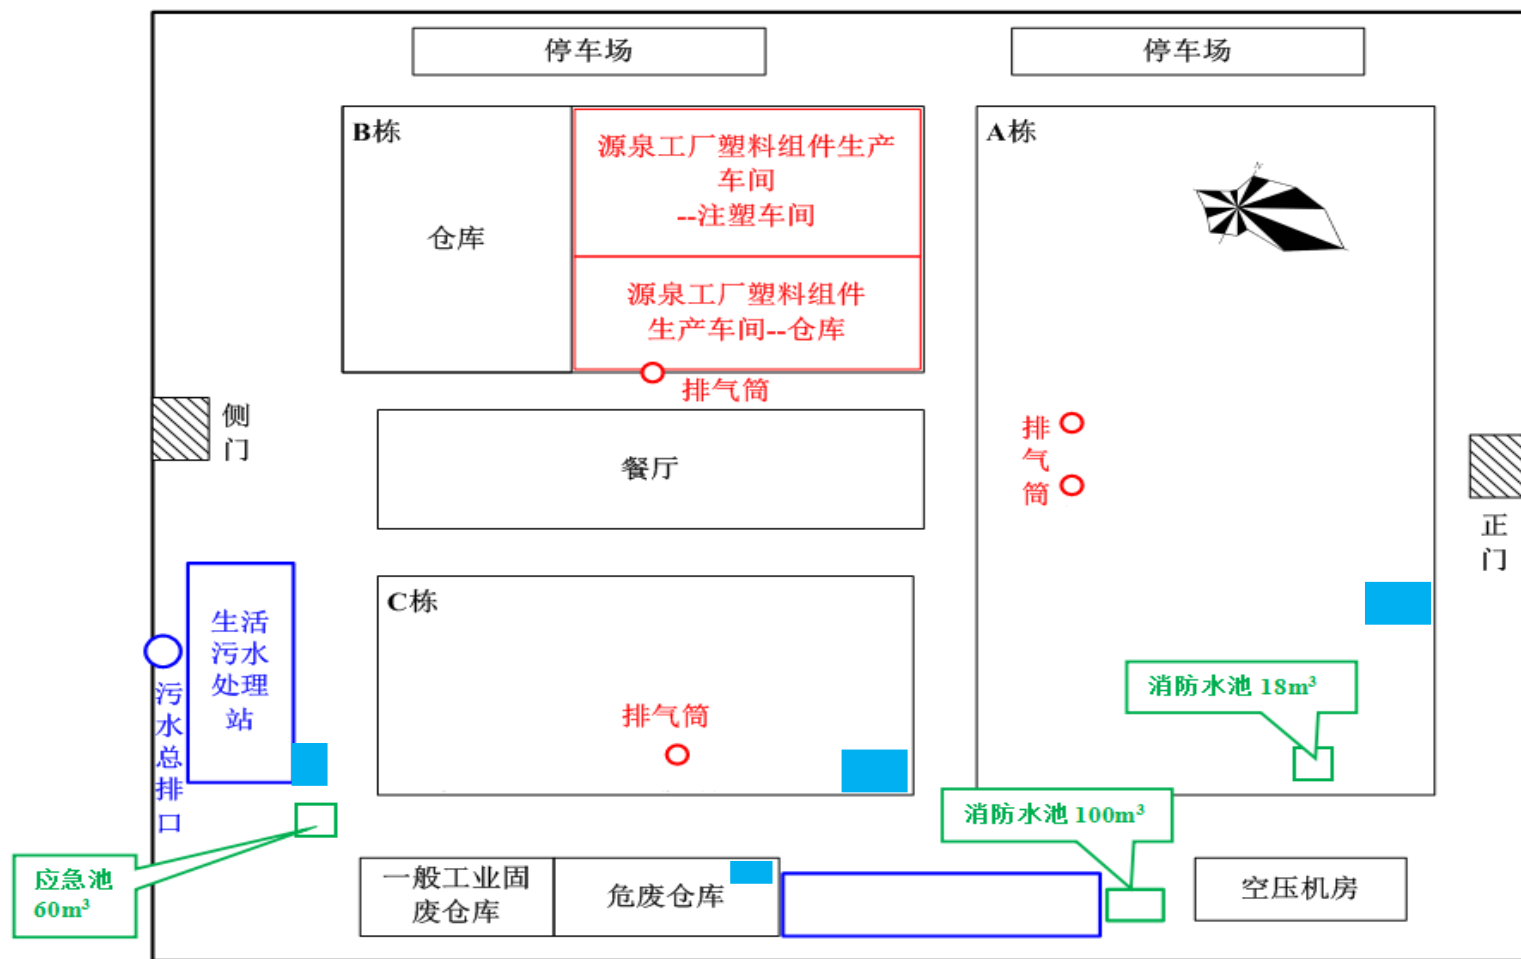 停车场
停车场
B栋
仓库
源泉工厂塑料组件生产
车间
--注塑车间
源泉工厂塑料组件
生产车间--仓库
排气筒
A栋
N
排
气
筒
侧
门
餐厅
正
门
C栋
排气筒
生活
污水
处理
站
污
水
总
排
口
消防水池 18m³
消防水池 100m³
应急池
60m³
一般工业固
废仓库
危废仓库
空压机房